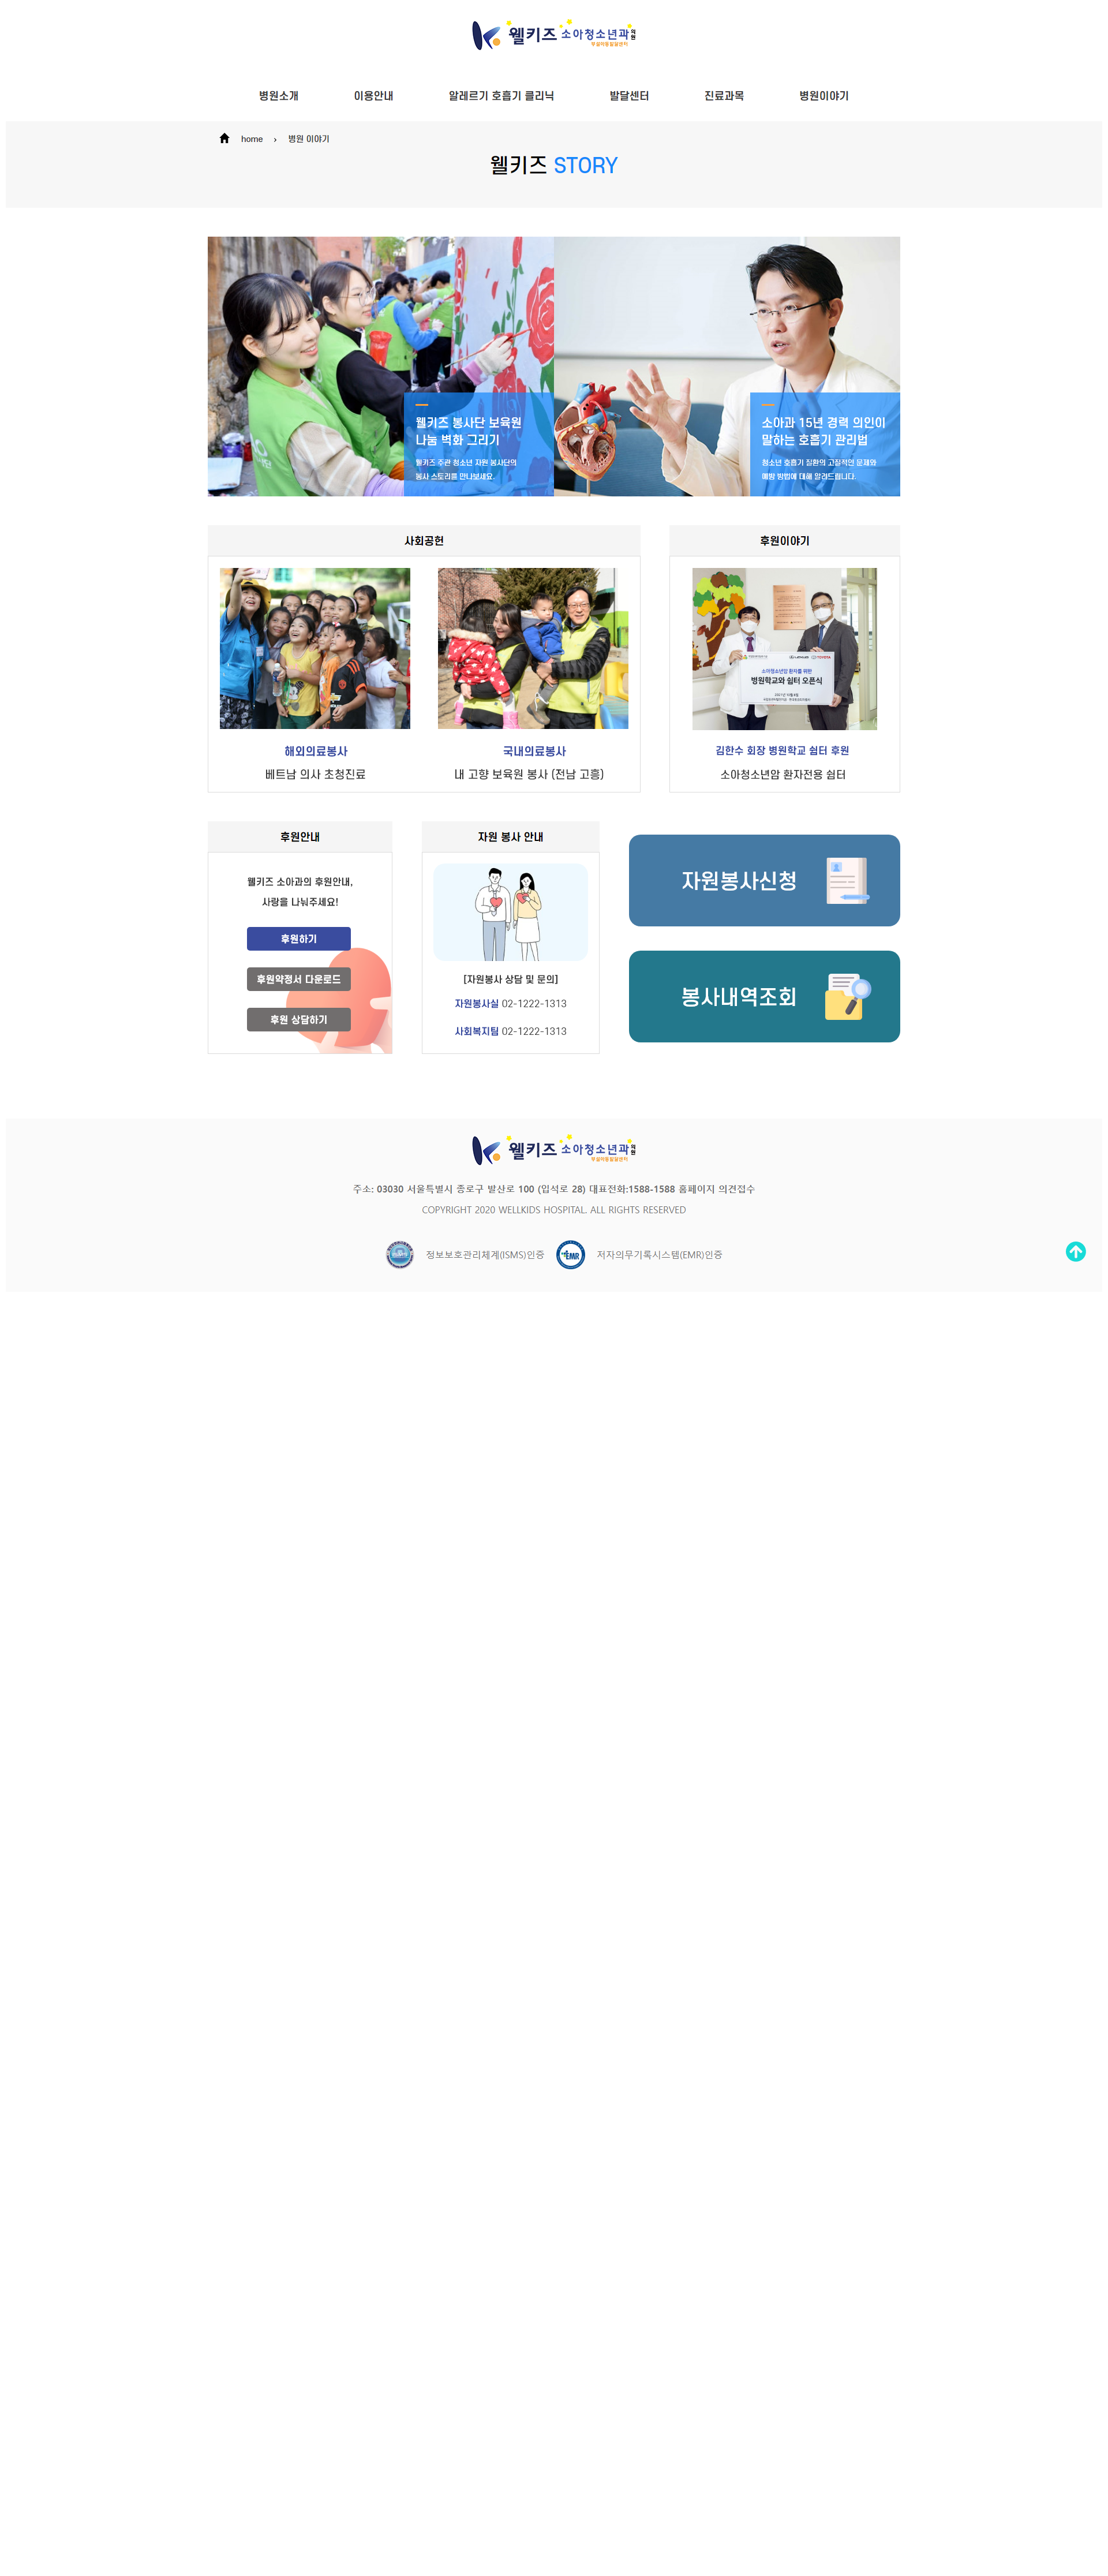 웰키즈 소아청소년과의원
부설아동발달센터
병원소개 이용안내 알레르기 호흡기 클리닉 발달센터 진료과목 병원이야기
home › 병원 이야기
웰키즈 STORY
웰키즈 봉사단 보육원
나눔 벽화 그리기
웰키즈 주관 청소년 자원 봉사단의
봉사 스토리를 만나보세요.
소아과 15년 경력 의인이
말하는 호흡기 관리법
청소년 호흡기 질환의 고질적인 문제와
예방 방법에 대해 알려드립니다.
사회공헌
해외의료봉사
베트남 의사 초청진료
국내의료봉사
내 고향 보육원 봉사 (전남 고흥)
후원이야기
소아청소년암 환자를 위한
병원학교와 쉼터 오픈식
김한수 회장 병원학교 쉼터 후원
소아청소년암 환자전용 쉼터
후원안내
웰키즈 소아과의 후원안내,
사랑을 나눠주세요!
후원하기
후원약정서 다운로드
후원 상담하기
자원 봉사 안내
[자원봉사 상담 및 문의]
자원봉사실 02-1222-1313
사회복지팀 02-1222-1313
자원봉사신청
봉사내역조회
웰키즈 소아청소년과의원
부설아동발달센터
주소: 03030 서울특별시 종로구 발산로 100 (입석로 28) 대표전화:1588-1588 홈페이지 의견접수
COPYRIGHT 2020 WELLKIDS HOSPITAL. ALL RIGHTS RESERVED
정보보호관리체계(ISMS)인증
EMR
저자의무기록시스템(EMR)인증